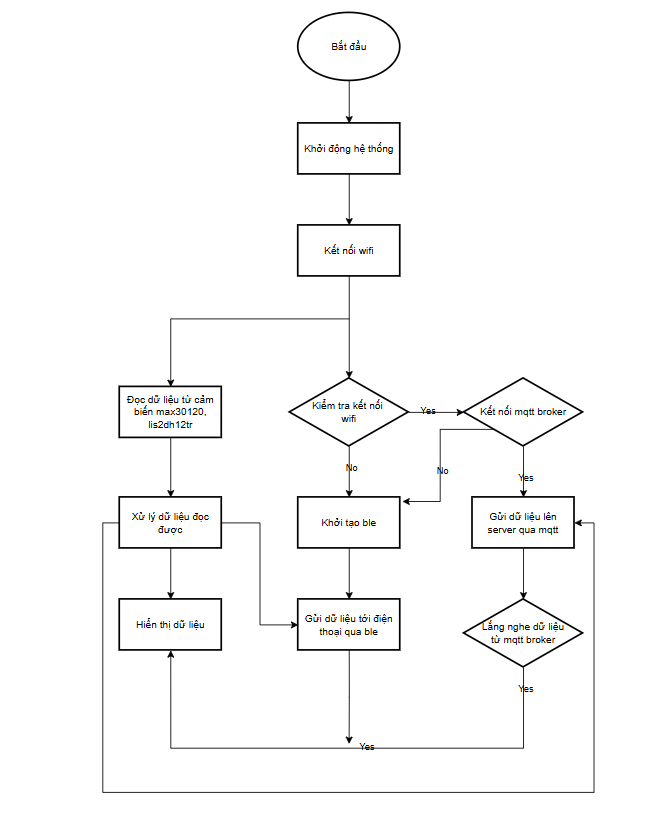 Bắt đầu
Khởi động hệ thống
Kết nối wifi
Đọc dữ liệu từ cảm
biến max30120,
lis2dh12tr
Kiểm tra kết nối
wifi
Yes
Kết nối mqtt broker
No
No
Yes
Xử lý dữ liệu đọc
được
Khởi tạo ble
Gửi dữ liệu lên
server qua mqtt
Hiển thị dữ liệu
Gửi dữ liệu tới điện
thoại qua ble
Lắng nghe dữ liệu
từ mqtt broker
Yes
Yes